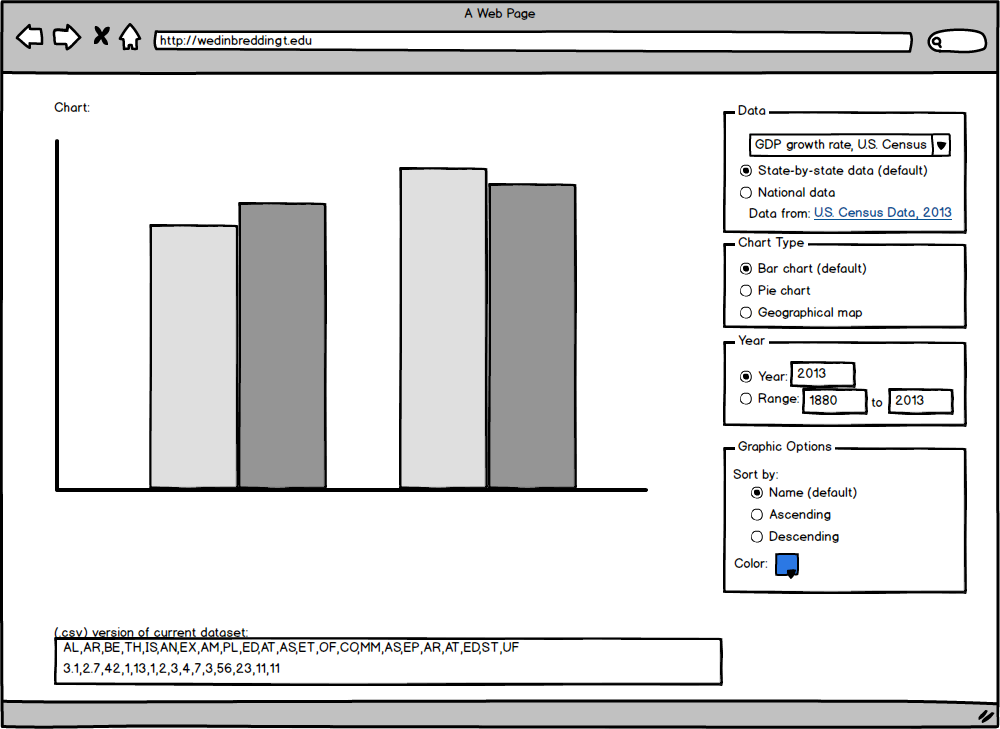 A Web Page
http://wedinbreddingt.edu
Chart:
Data
GDP growth rate, U.S. Census
State-by-state data (default)
National data
Data from: U.S. Census Data, 2013
Chart Type
Bar chart (default)
Pie chart
Geographical map
Year
Year: 2013
Range: 1880 to 2013
Graphic Options
Sort by:
Name (default)
Ascending
Descending
Color:
(.csv) version of current dataset:
AL,AR,BE,TH,IS,AN,EX,AM,PL,ED,AT,AS,ET,OF,CO,MM,AS,EP,AR,AT,ED,ST,UF
3.1,2.7,42,1,13,1,2,3,4,7,3,56,23,11,11